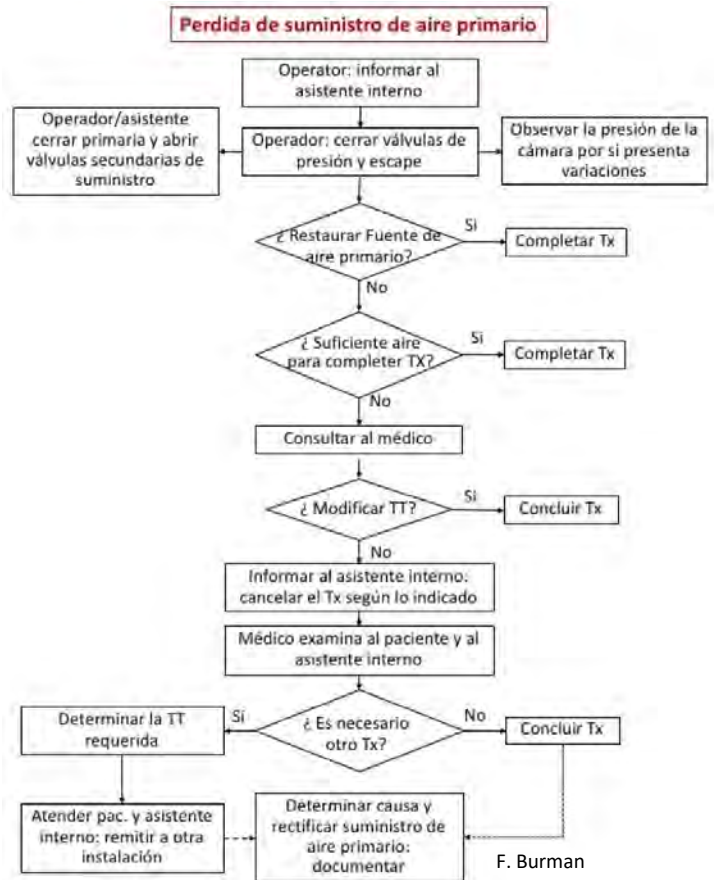 Perdida de suministro de aire primario
Operator: informar al
asistente interno
Operador/asistente
cerrar primaria y abrir
válvulas secundarias de
suministro
Operador: cerrar válvulas de
presión y escape
Observar la presión de la
cámara por si presenta
variaciones
¿ Restaurar Fuente de
aire primario?
Si
Completar Tx
No
¿ Suficiente aire
para completer TX?
Si
Completar Tx
No
Consultar al médico
¿ Modificar TT?
Si
Concluir Tx
No
Informar al asistente interno:
cancelar el Tx según lo indicado
Médico examina al paciente y al
asistente interno
Determinar la TT
requerida
Si
¿ Es necesario
otro Tx?
No
Concluir Tx
Atender pac. y asistente
interno: remitir a otra
instalación
Determinar causa y
rectificar suministro de
aire primario:
documentar
F. Burman